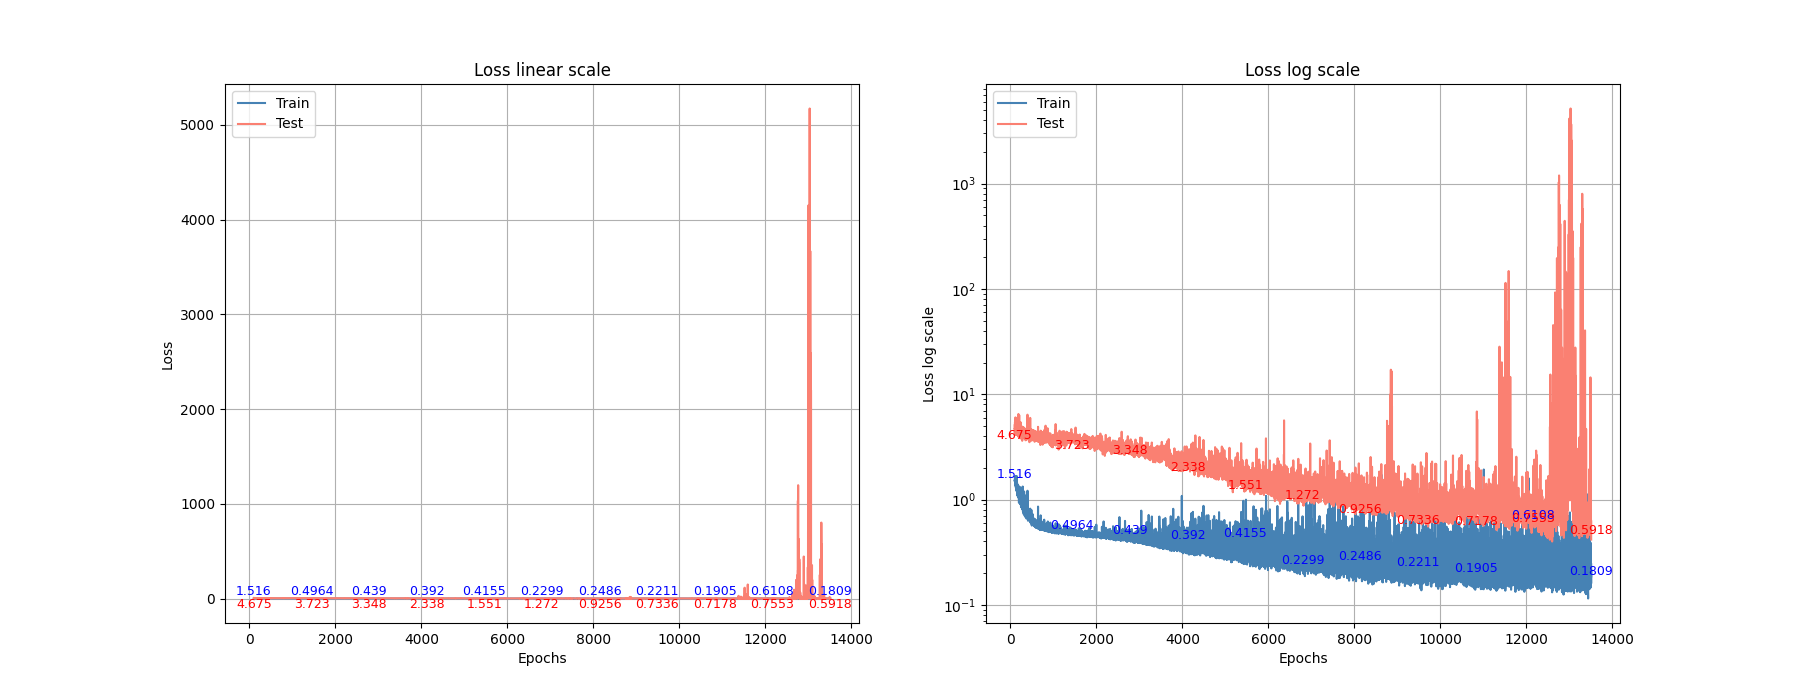 Loss linear scale
Train
Test
5000
4000
3000
2000
1000
0
Loss
1.516 0.4964 0.439 0.392 0.4155 0.2299 0.2486 0.2211 0.1905 0.6108 0.1809
4.675 3.723 3.348 2.338 1.551 1.272 0.9256 0.7336 0.7178 0.7553 0.5918
0 2000 4000 6000 8000 10000 12000 14000
Epochs
Loss log scale
Train
Test
10³
10²
10¹
10⁰
10⁻¹
Loss log scale
4.675 3.723 3.348 2.338 1.551 1.272 0.9256 0.7336 0.7178 0.7553 0.5918
1.516 0.4964 0.439 0.392 0.4155 0.2299 0.2486 0.2211 0.1905 0.6108 0.1809
0 2000 4000 6000 8000 10000 12000 14000
Epochs